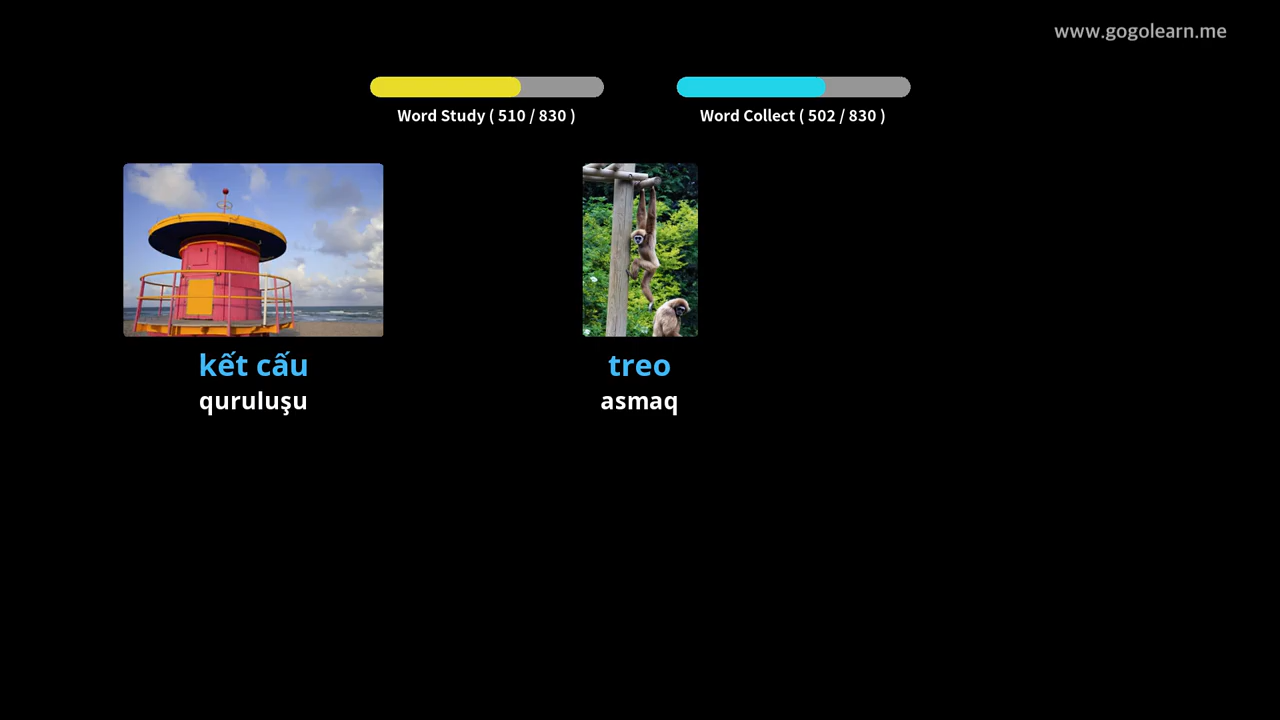 www.gogolearn.me
Word Study ( 510 / 830 )
Word Collect ( 502 / 830 )
kết cấu
quruluşu
treo
asmaq